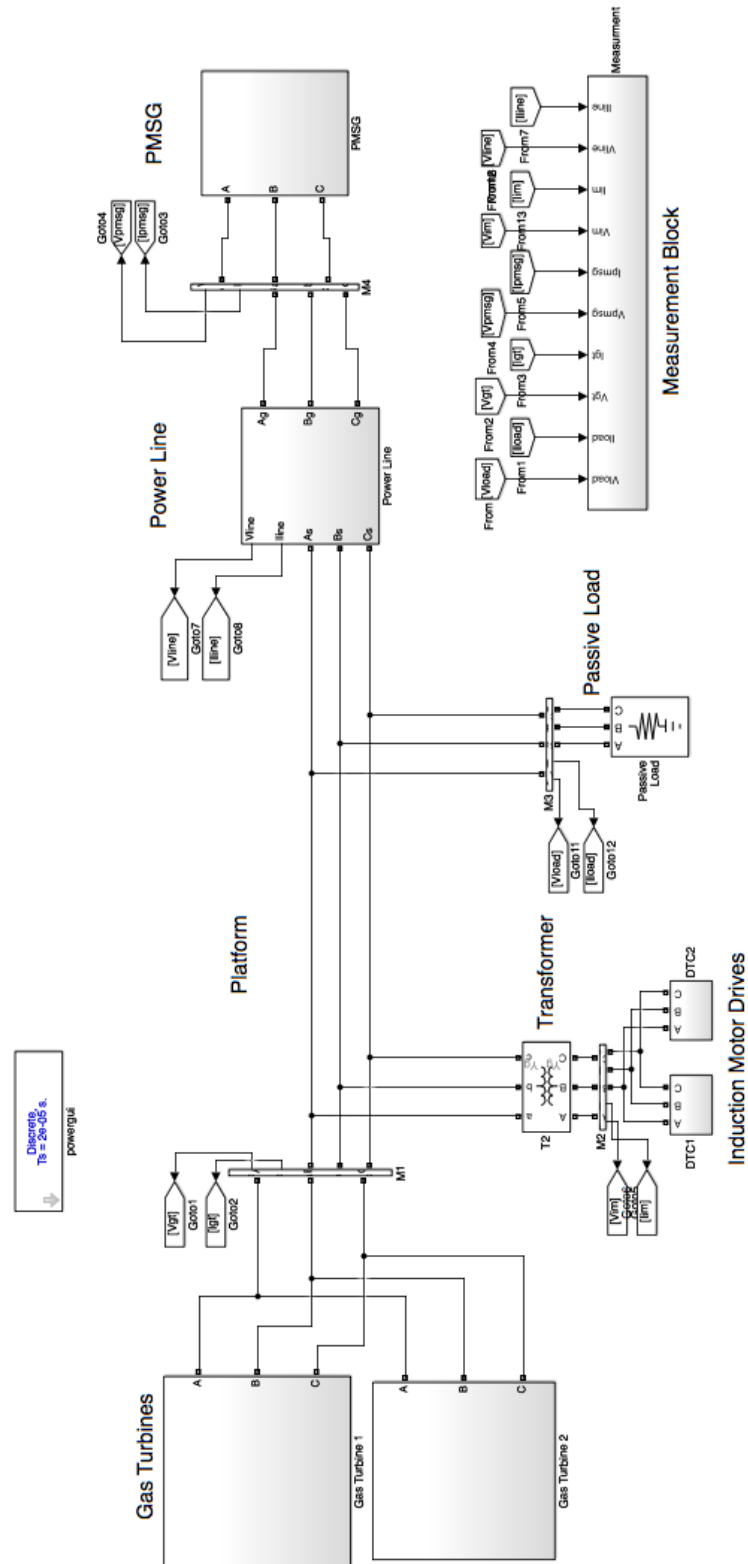 Discrete,
Ts = 2e-05 s.
powergui
Gas Turbines
A
B
C
Gas Turbine 1
A
B
C
Gas Turbine 2
[Vgt]
Goto1
[Igt]
Goto2
M1
Platform
Transformer
a
b
c
Yg
Yg
A
B
C
T2
M2
[Vim]
[Iim]
A
B
C
DTC1
A
B
C
DTC2
Induction Motor Drives
Passive Load
M3
[Vload]
Goto11
[Iload]
Goto12
A
B
C
Passive
Load
Power Line
[Vline]
Goto7
[Iline]
Goto8
Vline
Iline
As
Bs
Cs
Ag
Bg
Cg
Power Line
PMSG
Goto4
[Vpmsg]
[Ipmsg]
Goto3
M4
A
B
C
PMSG
From
[Vload]
From1
[Iload]
From2
[Vgt]
From3
[Igt]
From4
[Vpmsg]
From5
[Ipmsg]
[Vim]
From13
[Iim]
[Vline]
From7
[Iline]
Vload
Iload
Vgt
Igt
Vpmsg
Ipmsg
Vim
Iim
Vline
Iline
Measurment
Measurement Block